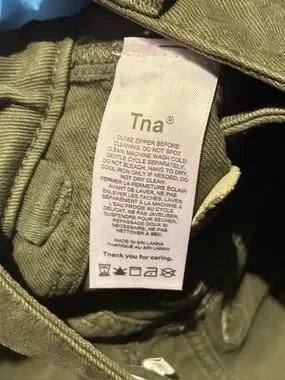 Tna®
CLOSE ZIPPER BEFORE
CLEANING. DO NOT SPOT
CLEAN. MACHINE WASH COLD
GENTLE CYCLE SEPARATELY.
DO NOT BLEACH. HANG TO DRY.
COOL IRON ONLY IF NEEDED, DO
NOT DRY CLEAN.
FERMER LA FERMETURE ÉCLAIR
AVANT DE LAVER. NE PAS
ENLEVER LES TACHES. LAVER
SÉPARÉMENT À LA MACHINE À
L'EAU FROIDE AU CYCLE
DÉLICAT. NE PAS JAVELISER.
SUSPENDRE POUR SÉCHER.
REPASSAGE DOUX SI
NÉCESSAIRE, NE PAS
NETTOYER À SEC.
MADE IN SRI LANKA
FABRIQUÉ AU SRI LANKA
Thank you for caring.